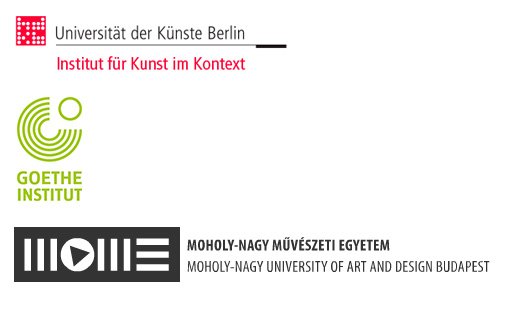 Universität der Künste Berlin
Institut für Kunst im Kontext
GOETHE
INSTITUT
MOME
MOHOLY-NAGY MŰVÉSZETI EGYETEM
MOHOLY-NAGY UNIVERSITY OF ART AND DESIGN BUDAPEST